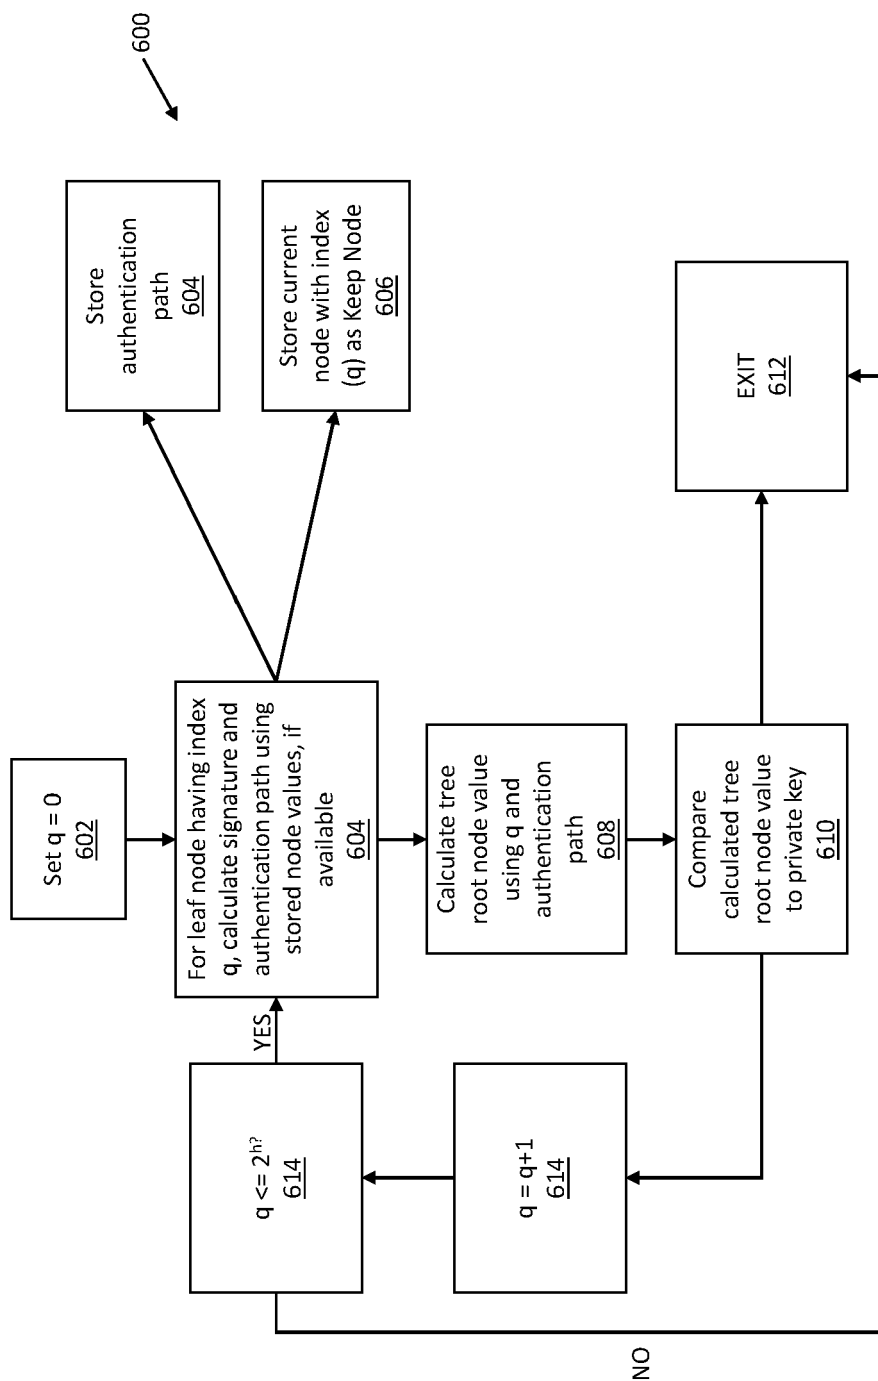 600
Set q = 0
602
For leaf node having index
q, calculate signature and
authentication path using
stored node values, if
available
604
Store
authentication
path
604
Store current
node with index
(q) as Keep Node
606
YES
q <= 2h?
614
Calculate tree
root node value
using q and
authentication
path
608
q = q+1
614
Compare
calculated tree
root node value
to private key
610
EXIT
612
NO